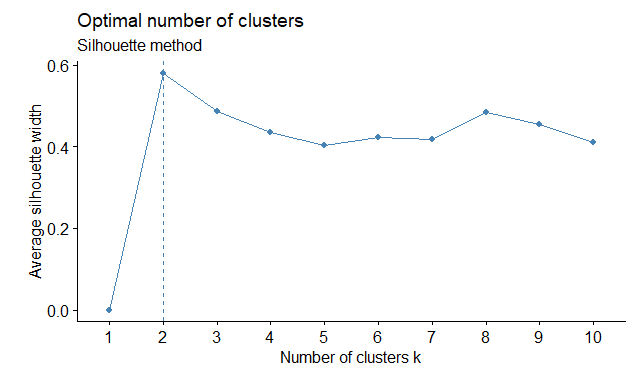 Optimal number of clusters
Silhouette method
Average silhouette width
0.6
0.4
0.2
0.0
1 2 3 4 5 6 7 8 9 10
Number of clusters k